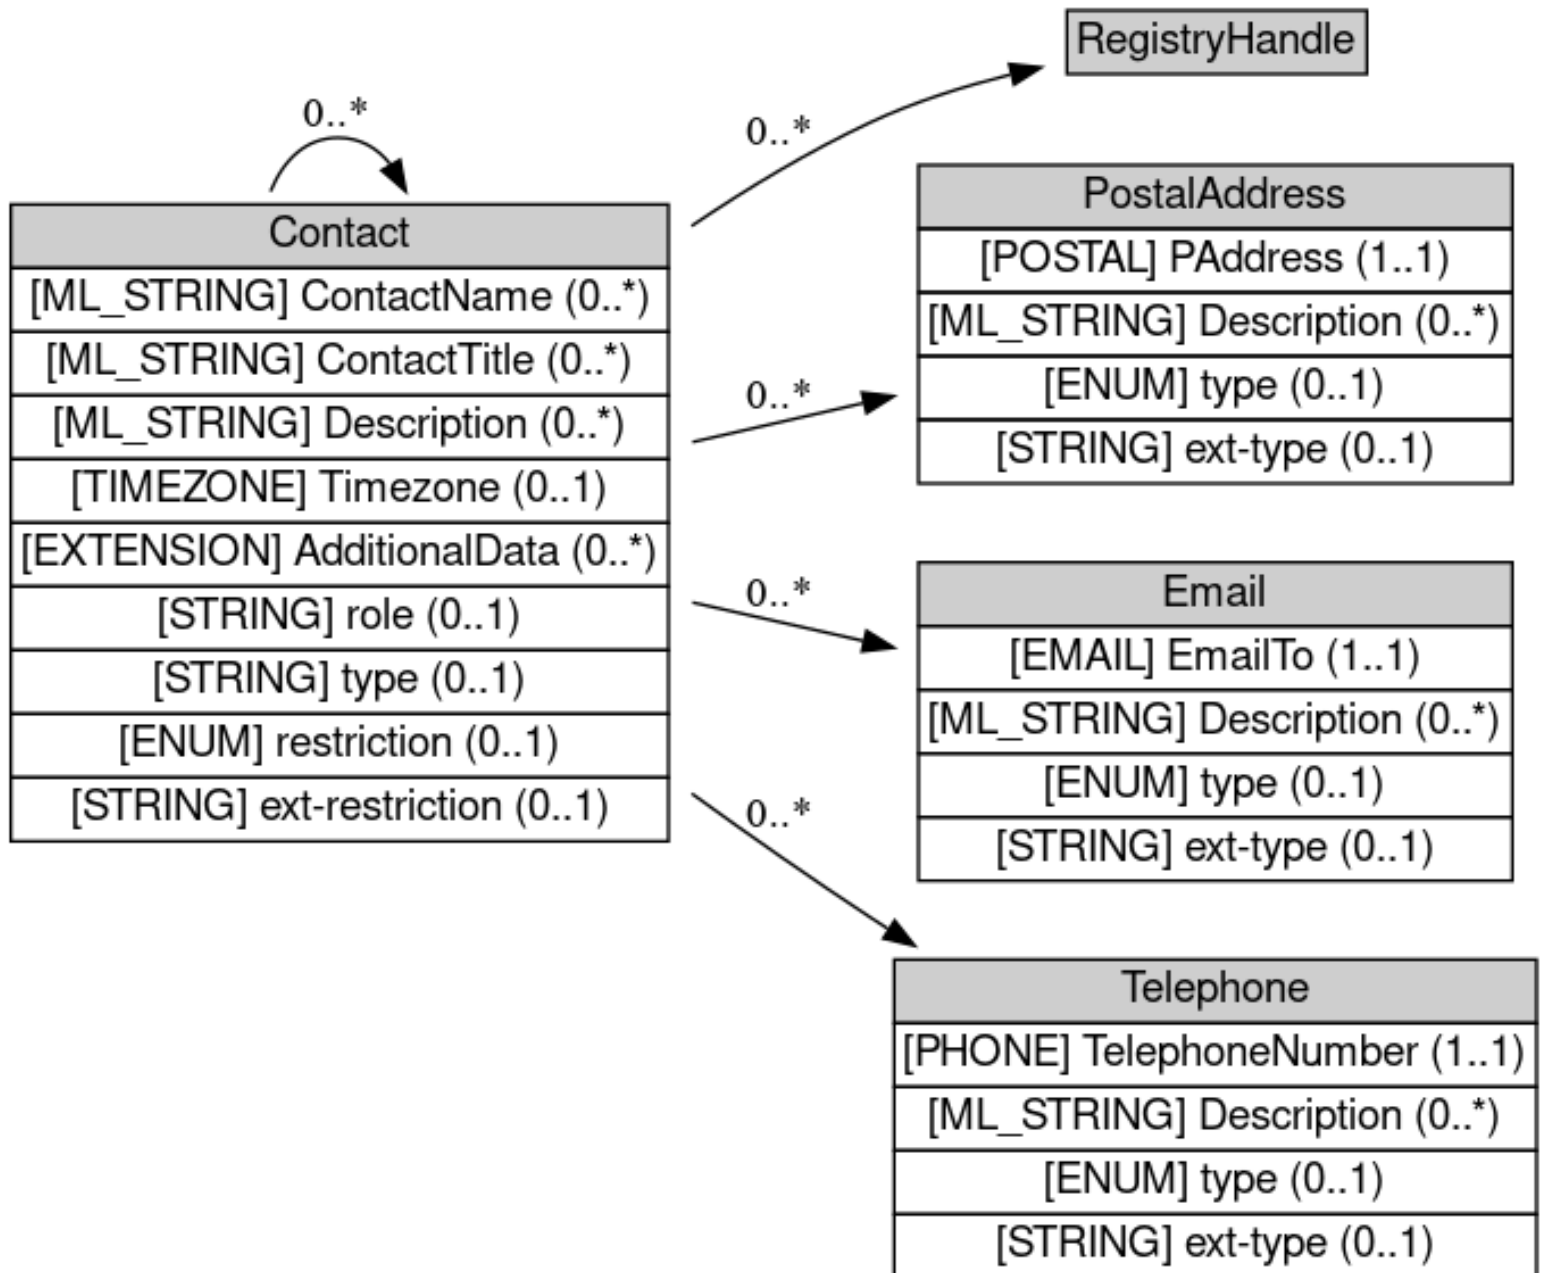 0..*
Contact
[ML_STRING] ContactName (0..*)
[ML_STRING] ContactTitle (0..*)
[ML_STRING] Description (0..*)
[TIMEZONE] Timezone (0..1)
[EXTENSION] AdditionalData (0..*)
[STRING] role (0..1)
[STRING] type (0..1)
[ENUM] restriction (0..1)
[STRING] ext-restriction (0..1)
0..*
RegistryHandle
0..*
PostalAddress
[POSTAL] PAddress (1..1)
[ML_STRING] Description (0..*)
[ENUM] type (0..1)
[STRING] ext-type (0..1)
0..*
Email
[EMAIL] EmailTo (1..1)
[ML_STRING] Description (0..*)
[ENUM] type (0..1)
[STRING] ext-type (0..1)
0..*
Telephone
[PHONE] TelephoneNumber (1..1)
[ML_STRING] Description (0..*)
[ENUM] type (0..1)
[STRING] ext-type (0..1)